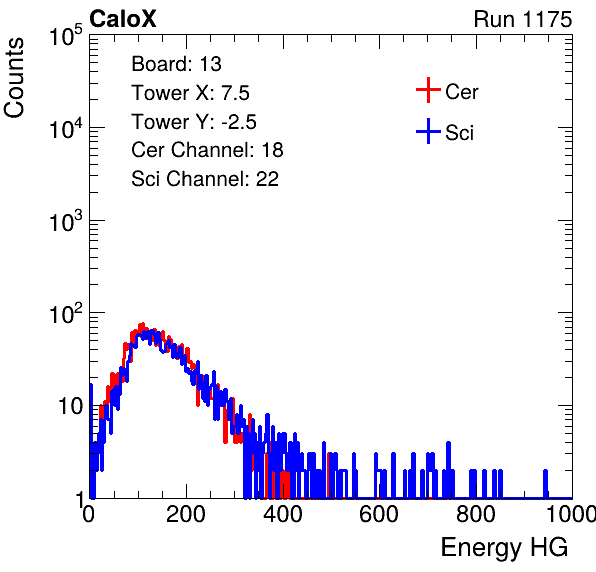 CaloX Run 1175
Counts
10^5
10^4
10^3
10^2
10
1
Board: 13
Tower X: 7.5
Tower Y: -2.5
Cer Channel: 18
Sci Channel: 22
Cer
Sci
0 200 400 600 800 1000
Energy HG